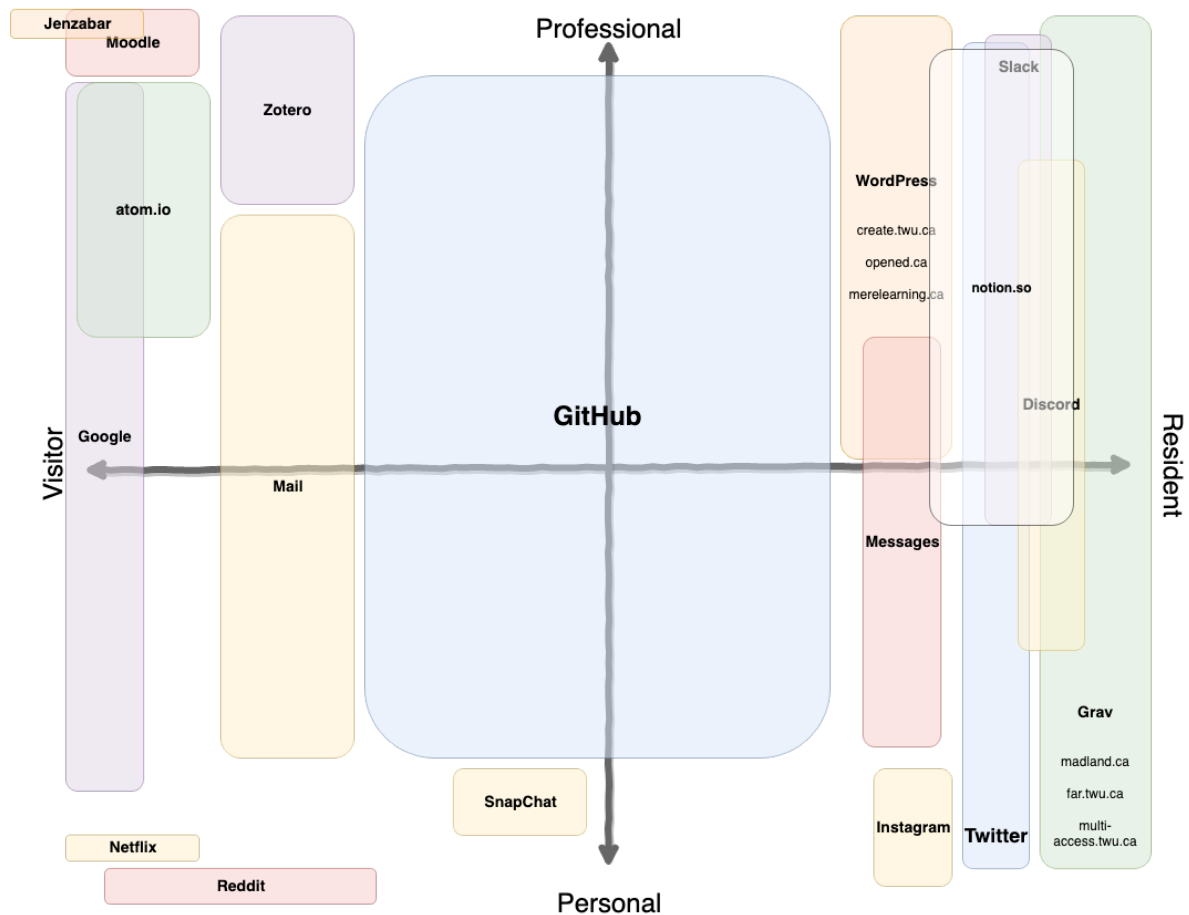 Jenzabar
Moodle
Professional
Slack
Zotero
WordPress
atom.io
create.twu.ca
opened.ca
notion.so
merelearning.ca
Discord
GitHub
Visitor
Google
Resident
Mail
Messages
Grav
madland.ca
far.twu.ca
SnapChat
Instagram
Twitter
multi-
access.twu.ca
Netflix
Reddit
Personal